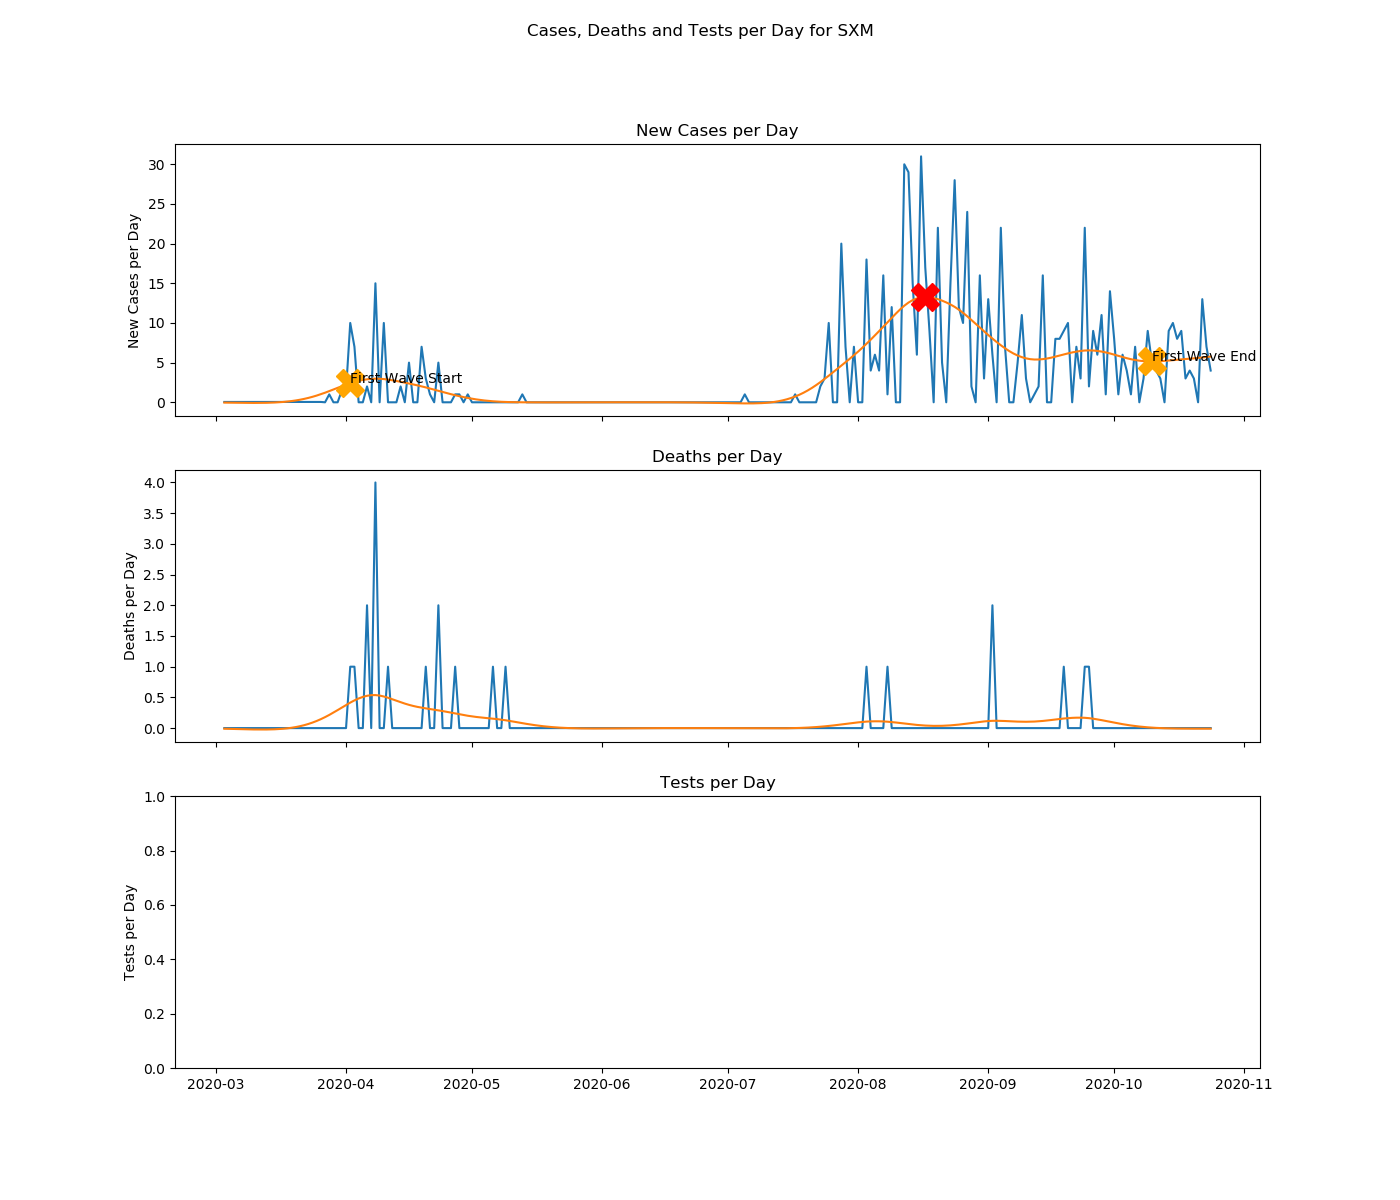 Cases, Deaths and Tests per Day for SXM
New Cases per Day
New Cases per Day
30
25
20
15
10
5
0
First Wave Start
First Wave End
Deaths per Day
Deaths per Day
4.0
3.5
3.0
2.5
2.0
1.5
1.0
0.5
0.0
Tests per Day
Tests per Day
1.0
0.8
0.6
0.4
0.2
0.0
2020-03 2020-04 2020-05 2020-06 2020-07 2020-08 2020-09 2020-10 2020-11